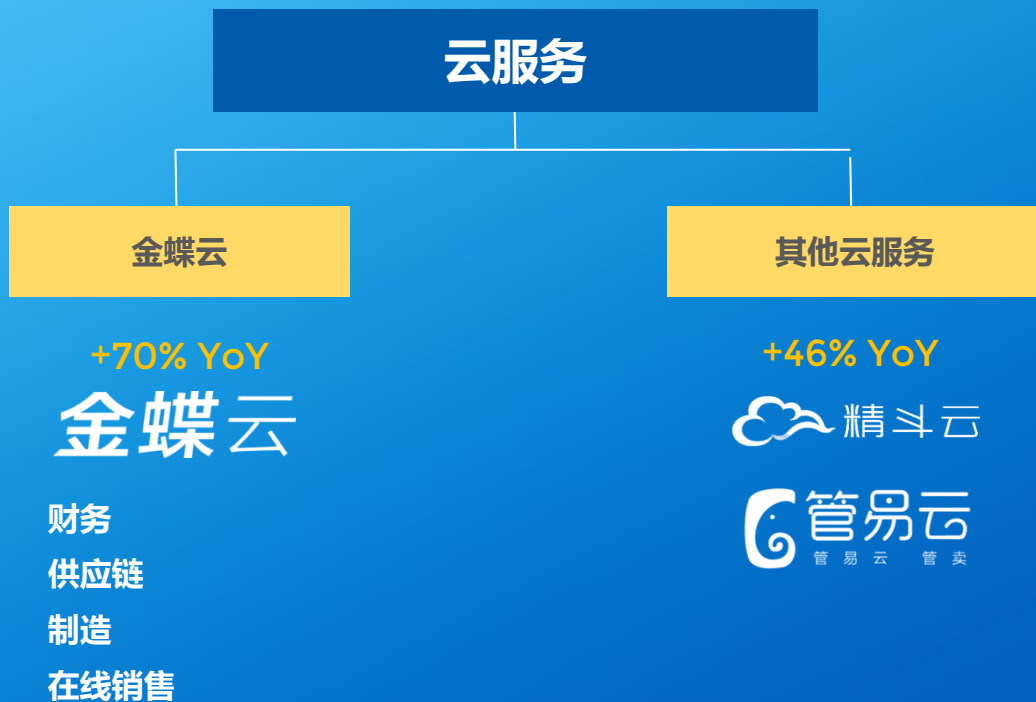 云服务
金蝶云
其他云服务
+70% YoY
金蝶云
财务
供应链
制造
在线销售
+46% YoY
精斗云
管易云
管易云 管卖